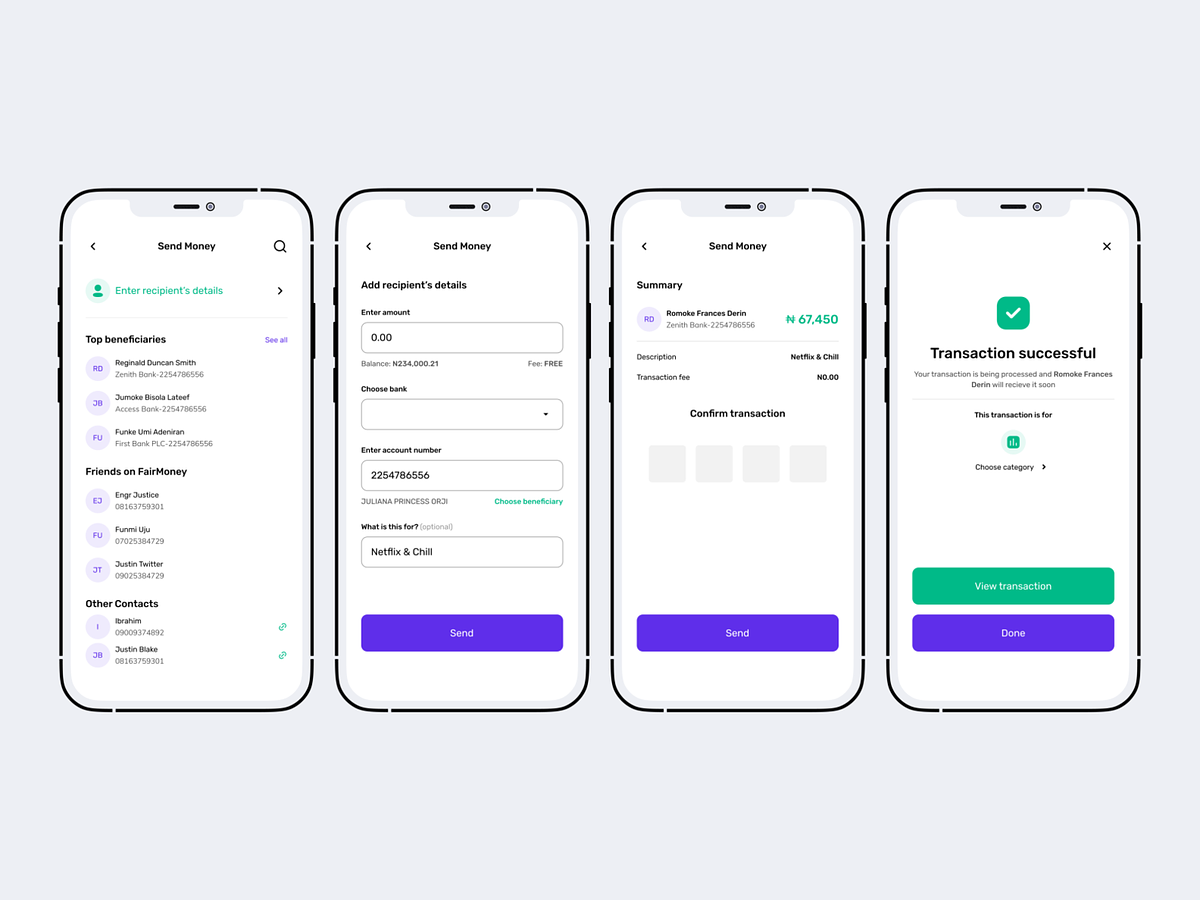 Send Money
Enter recipient's details
Top beneficiaries
See all
RD
Reginald Duncan Smith
Zenith Bank-2254786556
JB
Jumoke Bisola Lateef
Access Bank-2254786556
FU
Funke Umi Adeniran
First Bank PLC-2254786556
Friends on FairMoney
EJ
Engr Justice
08163759301
FU
Funmi Uju
07025384729
JT
Justin Twitter
09025384729
Other Contacts
I
Ibrahim
09009374892
JB
Justin Blake
08163759301
Send Money
Add recipient's details
Enter amount
0.00
Balance: N234,000.21
Fee: FREE
Choose bank
Enter account number
2254786556
JULIANA PRINCESS ORJI
Choose beneficiary
What is this for? (optional)
Netflix & Chill
Send
Send Money
Summary
RD
Romoke Frances Derin
Zenith Bank-2254786556
₦ 67,450
Description
Netflix & Chill
Transaction fee
N0.00
Confirm transaction
Send
Transaction successful
Your transaction is being processed and Romoke Frances
Derin will recieve it soon
This transaction is for
Choose category
View transaction
Done